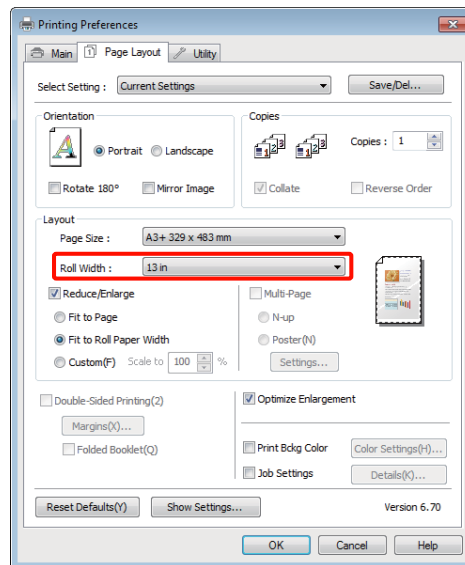 Printing Preferences
Main Page Layout Utility
Select Setting : Current Settings Save/Del...
Orientation Copies
Portrait Landscape Copies : 1
Rotate 180° Mirror Image Collate Reverse Order
Layout
Page Size : A3+ 329 x 483 mm
Roll Width : 13 in
Reduce/Enlarge Multi-Page
Fit to Page N-up
Fit to Roll Paper Width Poster(N)
Custom(F) Scale to 100 % Settings...
Double-Sided Printing(2) Optimize Enlargement
Margins(X)...
Folded Booklet(Q) Print Bckg Color Color Settings(H)...
Job Settings Details(K)...
Reset Defaults(Y) Show Settings... Version 6.70
OK Cancel Help